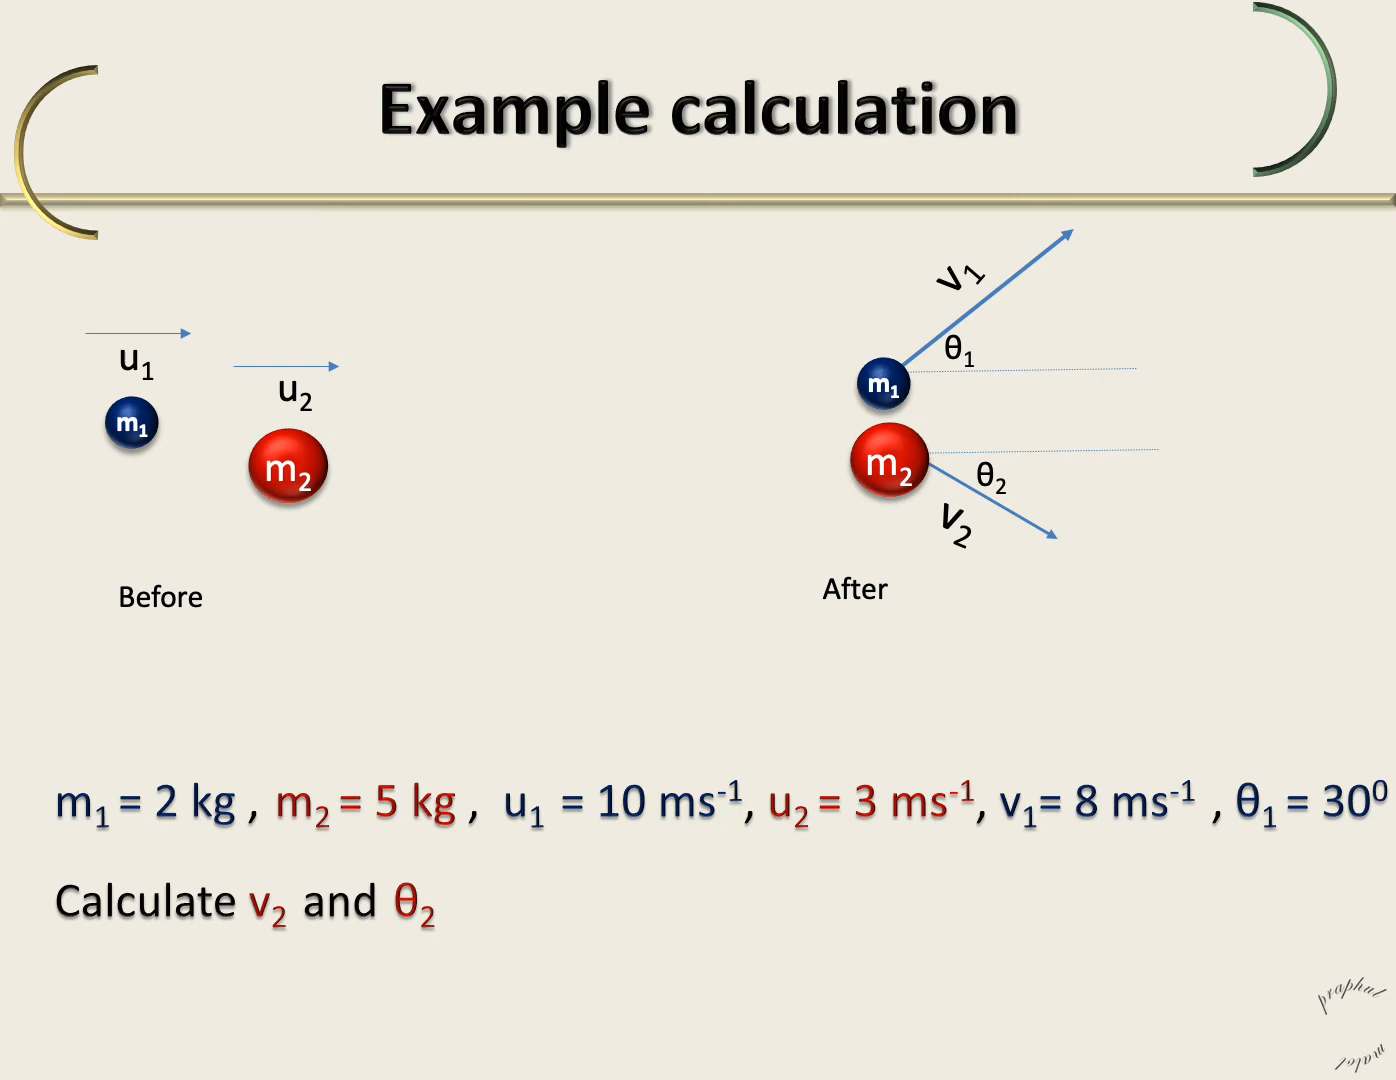 Example calculation
u₁
u₂
m₁
m₂
Before
v₁
θ₁
m₁
m₂
θ₂
v₂
After
m₁ = 2 kg , m₂ = 5 kg , u₁ = 10 ms⁻¹, u₂ = 3 ms⁻¹, v₁= 8 ms⁻¹ , θ₁ = 30⁰
Calculate v₂ and θ₂
praphul